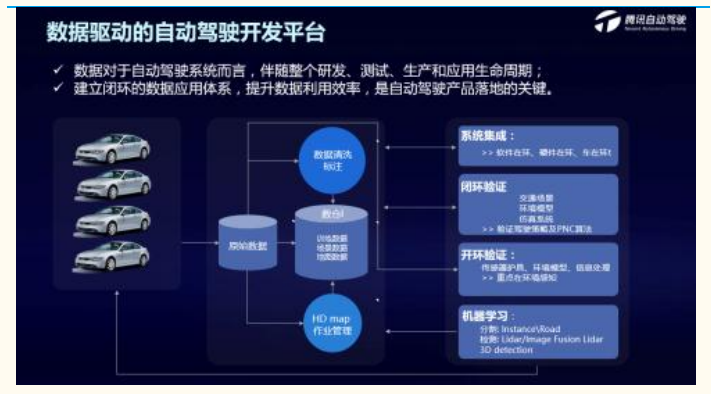 数据驱动的自动驾驶开发平台
腾讯自动驾驶
Tencent Autonomous Driving
✓ 数据对于自动驾驶系统而言，伴随整个研发、测试、生产和应用生命周期；
✓ 建立闭环的数据应用体系，提升数据利用效率，是自动驾驶产品落地的关键。
原始数据
数据清洗
标注
训练数据
场景数据
地图数据
HD map
作业管理
系统集成：
>> 软件在环、硬件在环、车在环
闭环验证
交通场景
环境模型
仿真系统
>> 验证驾驶策略及PNC算法
开环验证：
环境模型、信息处理
>> 重点在环境感知
机器学习：
分割: Instance\Road
检测: Lidar/Image Fusion Lidar
3D detection